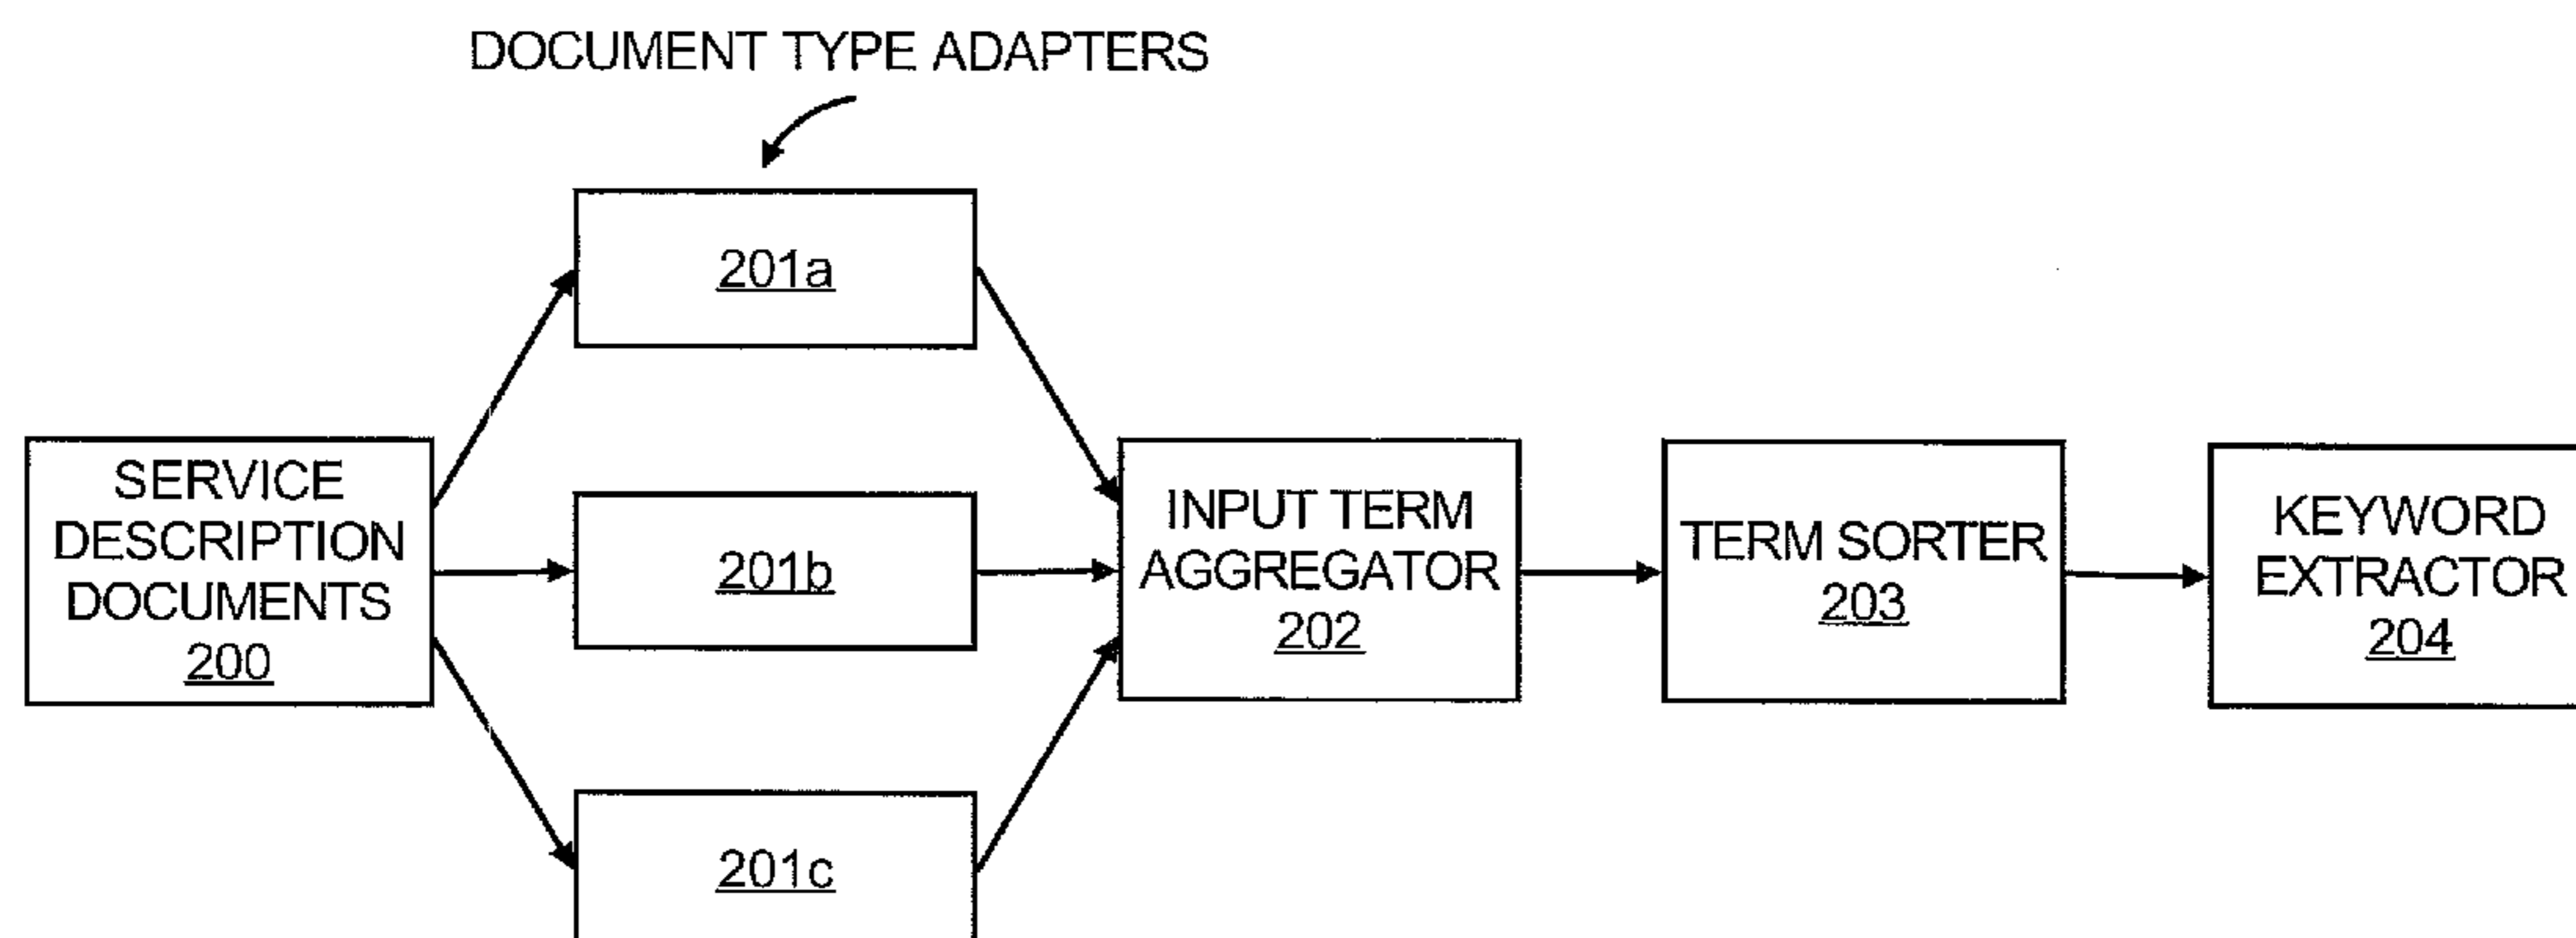 DOCUMENT TYPE ADAPTERS
201a
SERVICE
DESCRIPTION
DOCUMENTS
200
201b
INPUT TERM
AGGREGATOR
202
TERM SORTER
203
KEYWORD
EXTRACTOR
204
201c